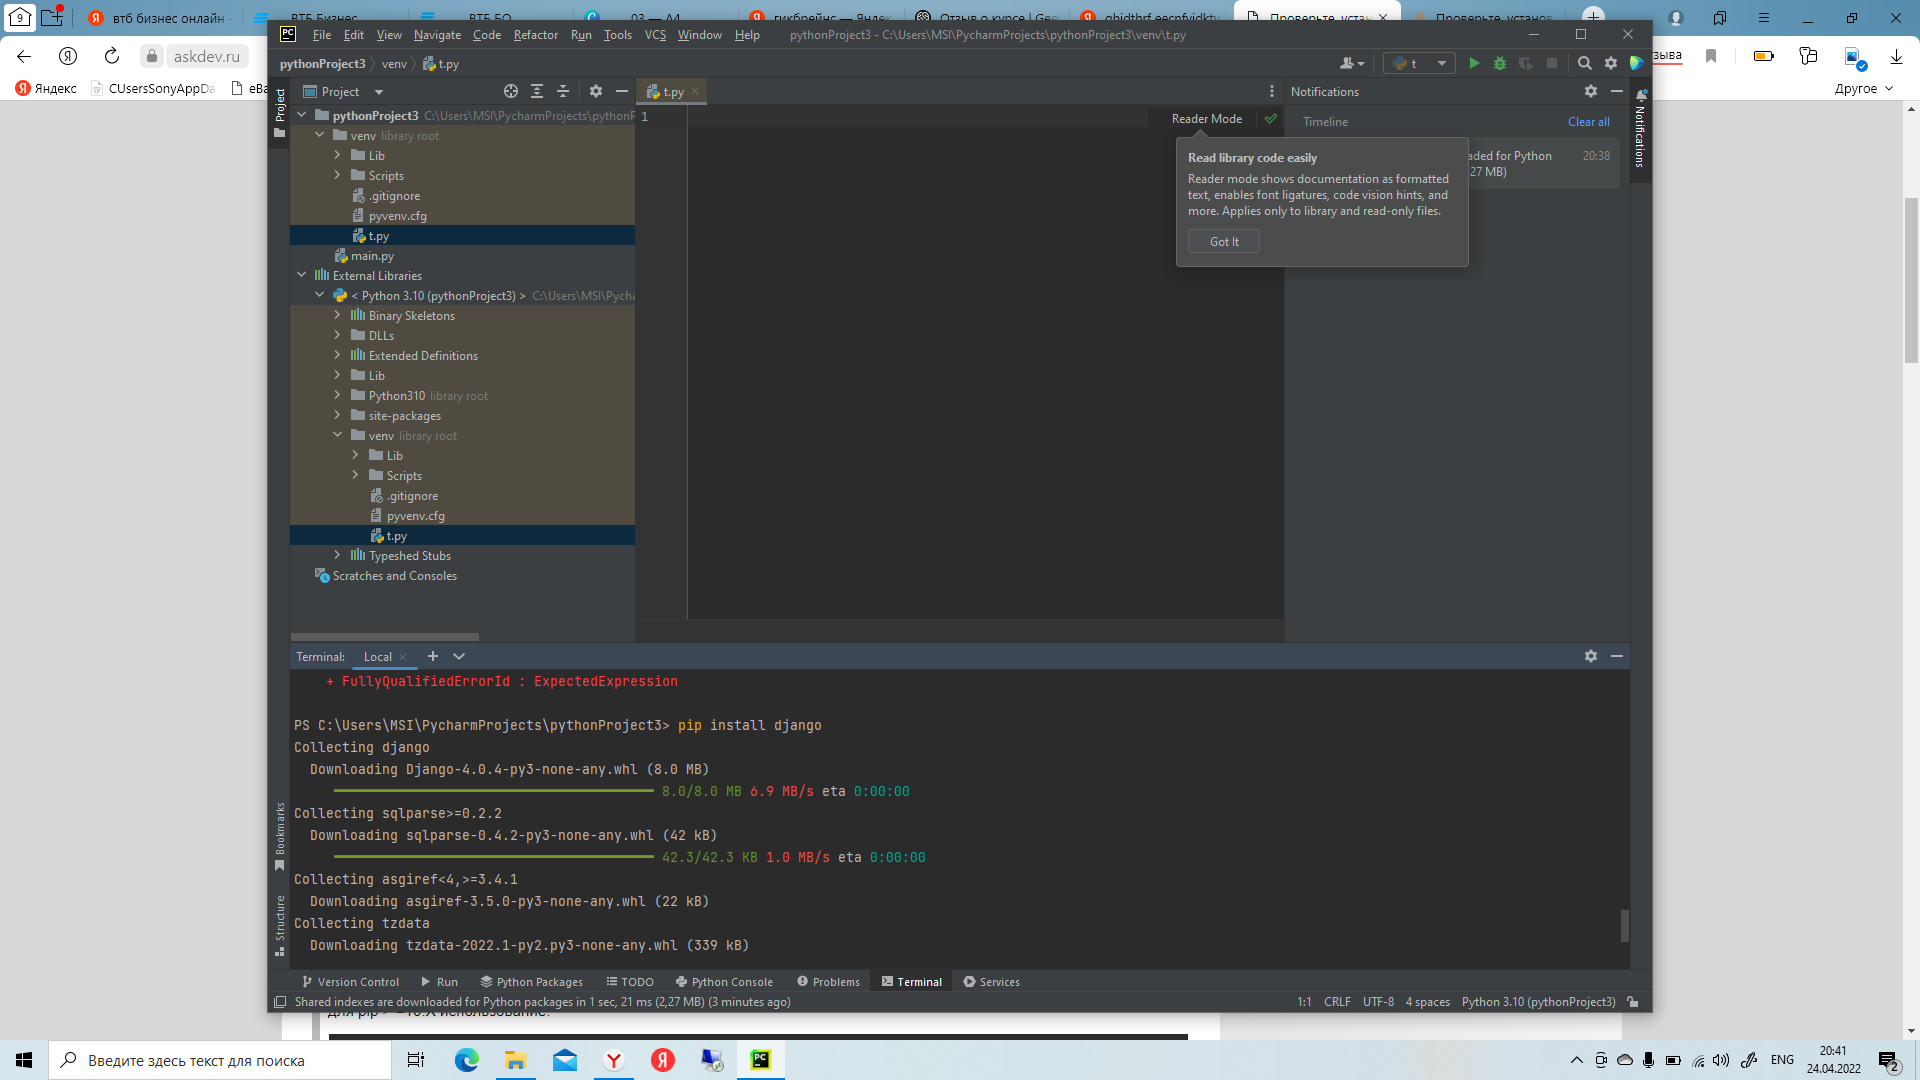 9
втб бизнес онлайн -
ВТБ Бизнес
ВТБ БО
03 — А4
гикбрейнс — Яндек
Отзыв о курсе | Gee
ghidthrf eecnfyjdktv
Проверьте, устан
Проверьте, установ
PC
File Edit View Navigate Code Refactor Run Tools VCS Window Help
pythonProject3 - C:\Users\MSI\PycharmProjects\pythonProject3\venv\t.py
askdev.ru
зыва
pythonProject3 venv t.py
t
Яндекс
CUsersSonyAppDa
eBa
Другое
Project
Project
t.py
Notifications
Notifications
pythonProject3 C:\Users\MSI\PycharmProjects\pythonP
venv library root
Lib
Scripts
.gitignore
pyvenv.cfg
t.py
main.py
External Libraries
< Python 3.10 (pythonProject3) > C:\Users\MSI\Pycha
Binary Skeletons
DLLs
Extended Definitions
Lib
Python310 library root
site-packages
venv library root
Lib
Scripts
.gitignore
pyvenv.cfg
t.py
Typeshed Stubs
Scratches and Consoles
1
Reader Mode
Read library code easily
Reader mode shows documentation as formatted
text, enables font ligatures, code vision hints, and
more. Applies only to library and read-only files.
Got It
Timeline
Clear all
aded for Python 20:38
27 MB)
Terminal: Local
+ FullyQualifiedErrorId : ExpectedExpression
PS C:\Users\MSI\PycharmProjects\pythonProject3> pip install django
Collecting django
Downloading Django-4.0.4-py3-none-any.whl (8.0 MB)
8.0/8.0 MB 6.9 MB/s eta 0:00:00
Collecting sqlparse>=0.2.2
Downloading sqlparse-0.4.2-py3-none-any.whl (42 kB)
42.3/42.3 KB 1.0 MB/s eta 0:00:00
Collecting asgiref<4,>=3.4.1
Downloading asgiref-3.5.0-py3-none-any.whl (22 kB)
Collecting tzdata
Downloading tzdata-2022.1-py2.py3-none-any.whl (339 kB)
Bookmarks
Structure
Version Control Run Python Packages TODO Python Console Problems Terminal Services
Shared indexes are downloaded for Python packages in 1 sec, 21 ms (2,27 MB) (3 minutes ago)
1:1 CRLF UTF-8 4 spaces Python 3.10 (pythonProject3)
Введите здесь текст для поиска
PC
ENG
20:41
24.04.2022
2